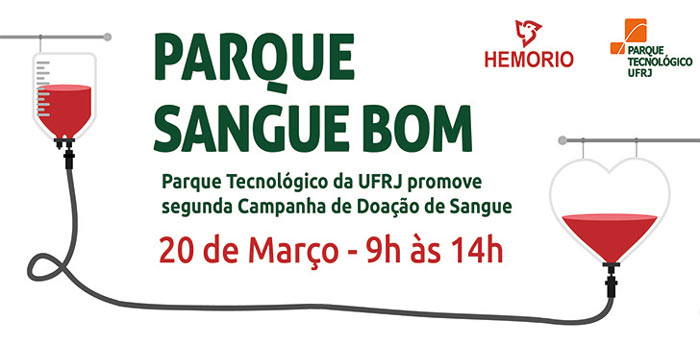 PARQUE
SANGUE BOM
HEMORIO
PARQUE
TECNOLÓGICO
UFRJ
Parque Tecnológico da UFRJ promove
segunda Campanha de Doação de Sangue
20 de Março - 9h às 14h